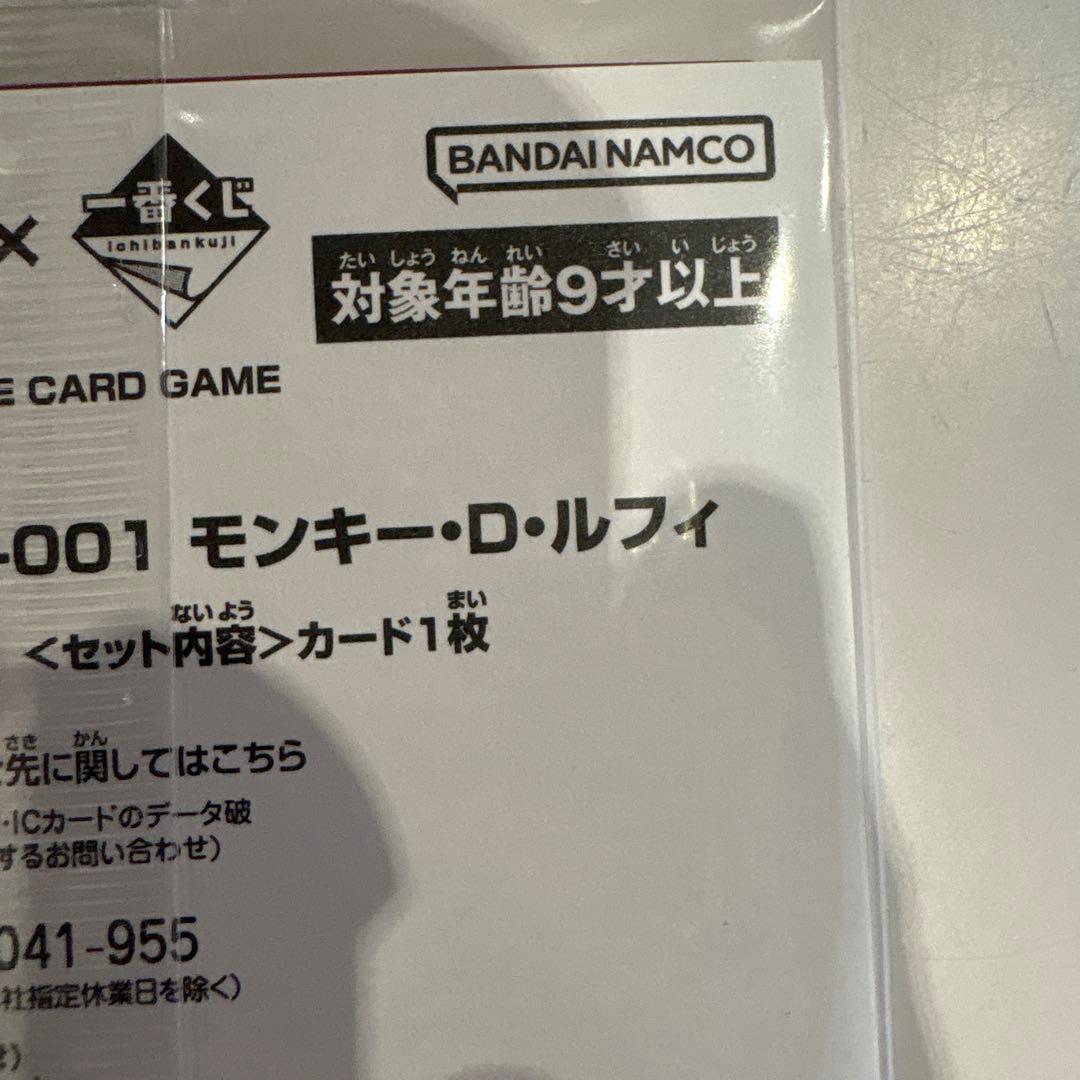 BANDAI NAMCO
×
一番くじ
ichibankuji
たい しょう ねん れい さい い じょう
対象年齢9才以上
E CARD GAME
-001 モンキー・D・ルフィ
ない よう まい
<セット内容>カード1枚
さき かん
先に関してはこちら
・ICカードのデータ破
するお問い合わせ)
041-955
社指定休業日を除く)